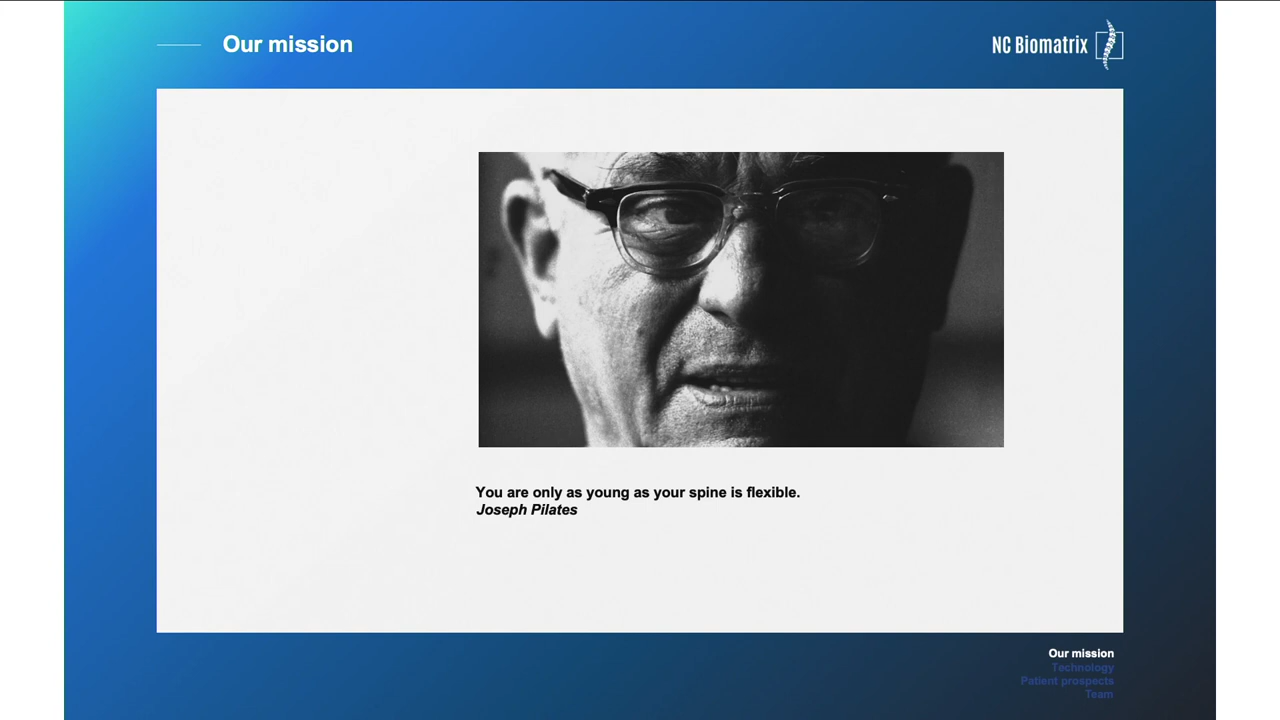 Our mission
NC Biomatrix
You are only as young as your spine is flexible.
Joseph Pilates
Our mission
Technology
Patient prospects
Team